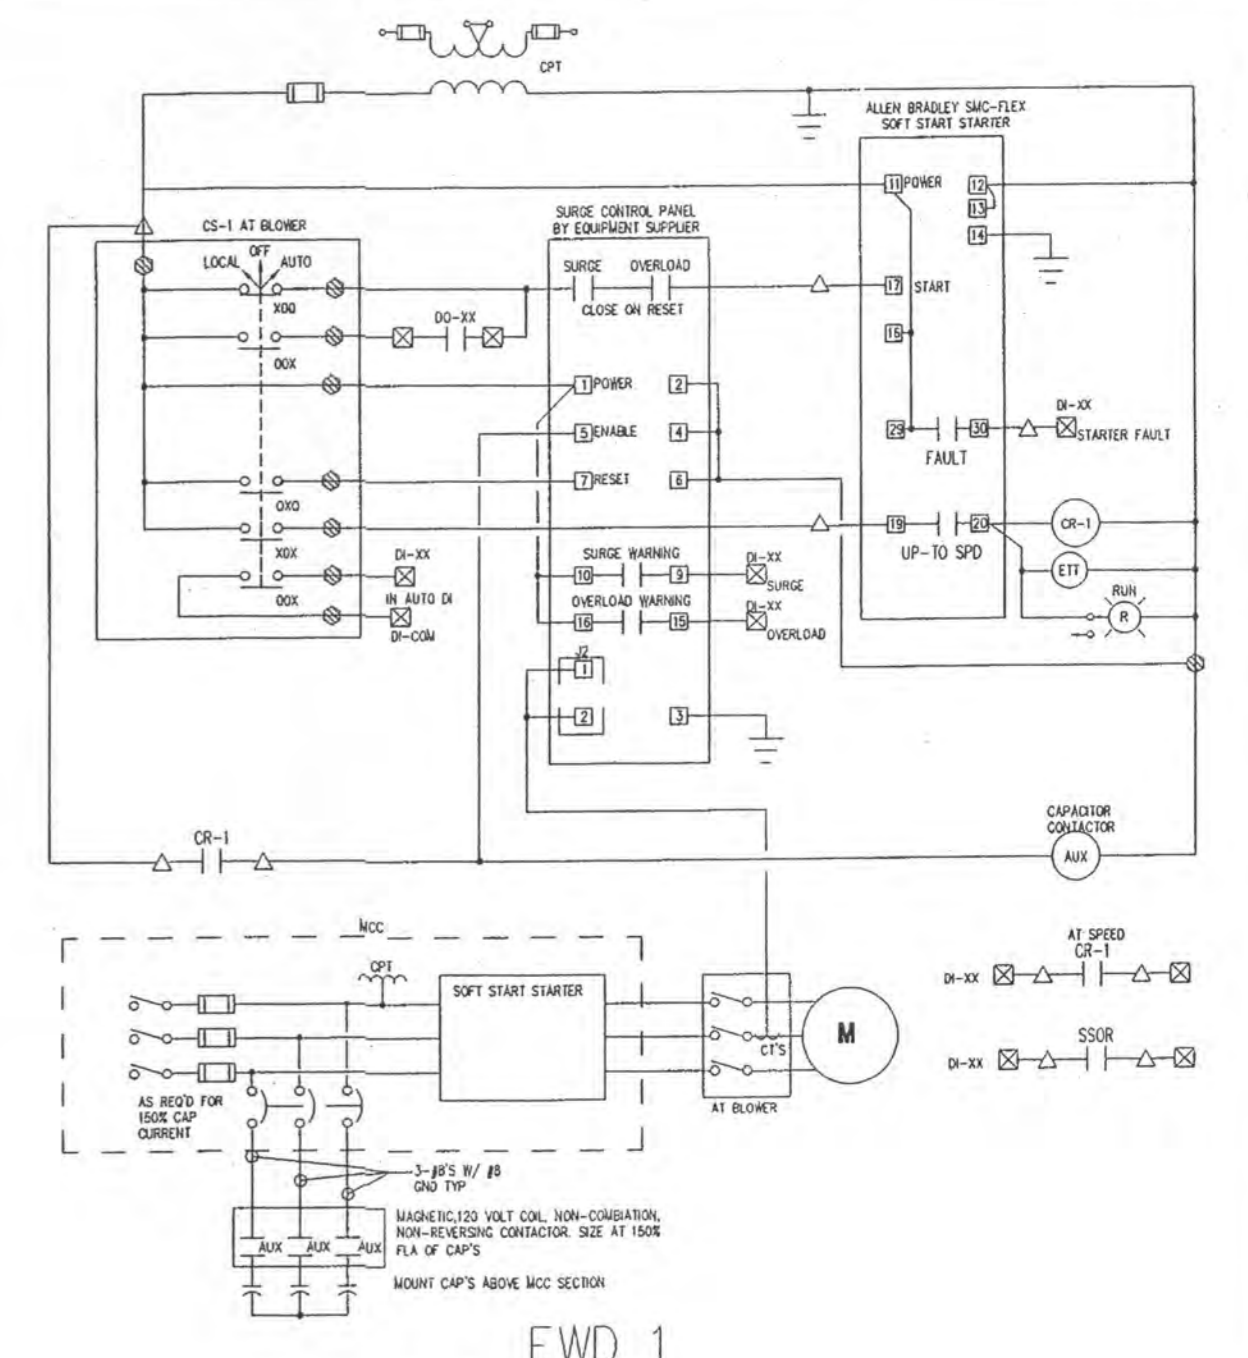 CPT
ALLEN BRADLEY SMC-FLEX
SOFT START STARTER
11 POWER
12
13
14
CS-1 AT BLOWER
OFF
LOCAL
AUTO
XOO
OOX
OXO
XOX
OOX
DO-XX
SURGE CONTROL PANEL
BY EQUIPMENT SUPPLIER
SURGE
OVERLOAD
CLOSE ON RESET
1 POWER
2
5 ENABLE
4
7 RESET
6
SURGE WARNING
10
9
OVERLOAD WARNING
16
15
J2
1
2
3
17 START
16
29
30
FAULT
DI-XX
STARTER FAULT
19
20
UP-TO SPD
CR-1
ETT
RUN
R
DI-XX
SURGE
DI-XX
OVERLOAD
DI-XX
IN AUTO DI
DI-COM
CR-1
CAPACITOR
CONTACTOR
AUX
MCC
CPT
SOFT START STARTER
CT'S
M
AT BLOWER
AS REQ'D FOR
150% CAP
CURRENT
3-#8'S W/ #8
GND TYP
MAGNETIC,120 VOLT COIL, NON-COMBIATION,
NON-REVERSING CONTACTOR. SIZE AT 150%
FLA OF CAP'S
AUX
AUX
AUX
MOUNT CAP'S ABOVE MCC SECTION
AT SPEED
CR-1
DI-XX
SSOR
DI-XX
FWD 1